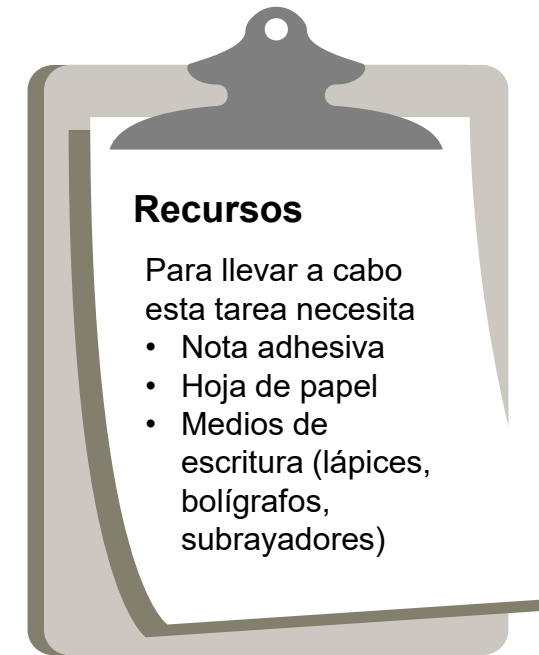 Recursos
Para llevar a cabo
esta tarea necesita
• Nota adhesiva
• Hoja de papel
• Medios de
escritura (lápices,
bolígrafos,
subrayadores)